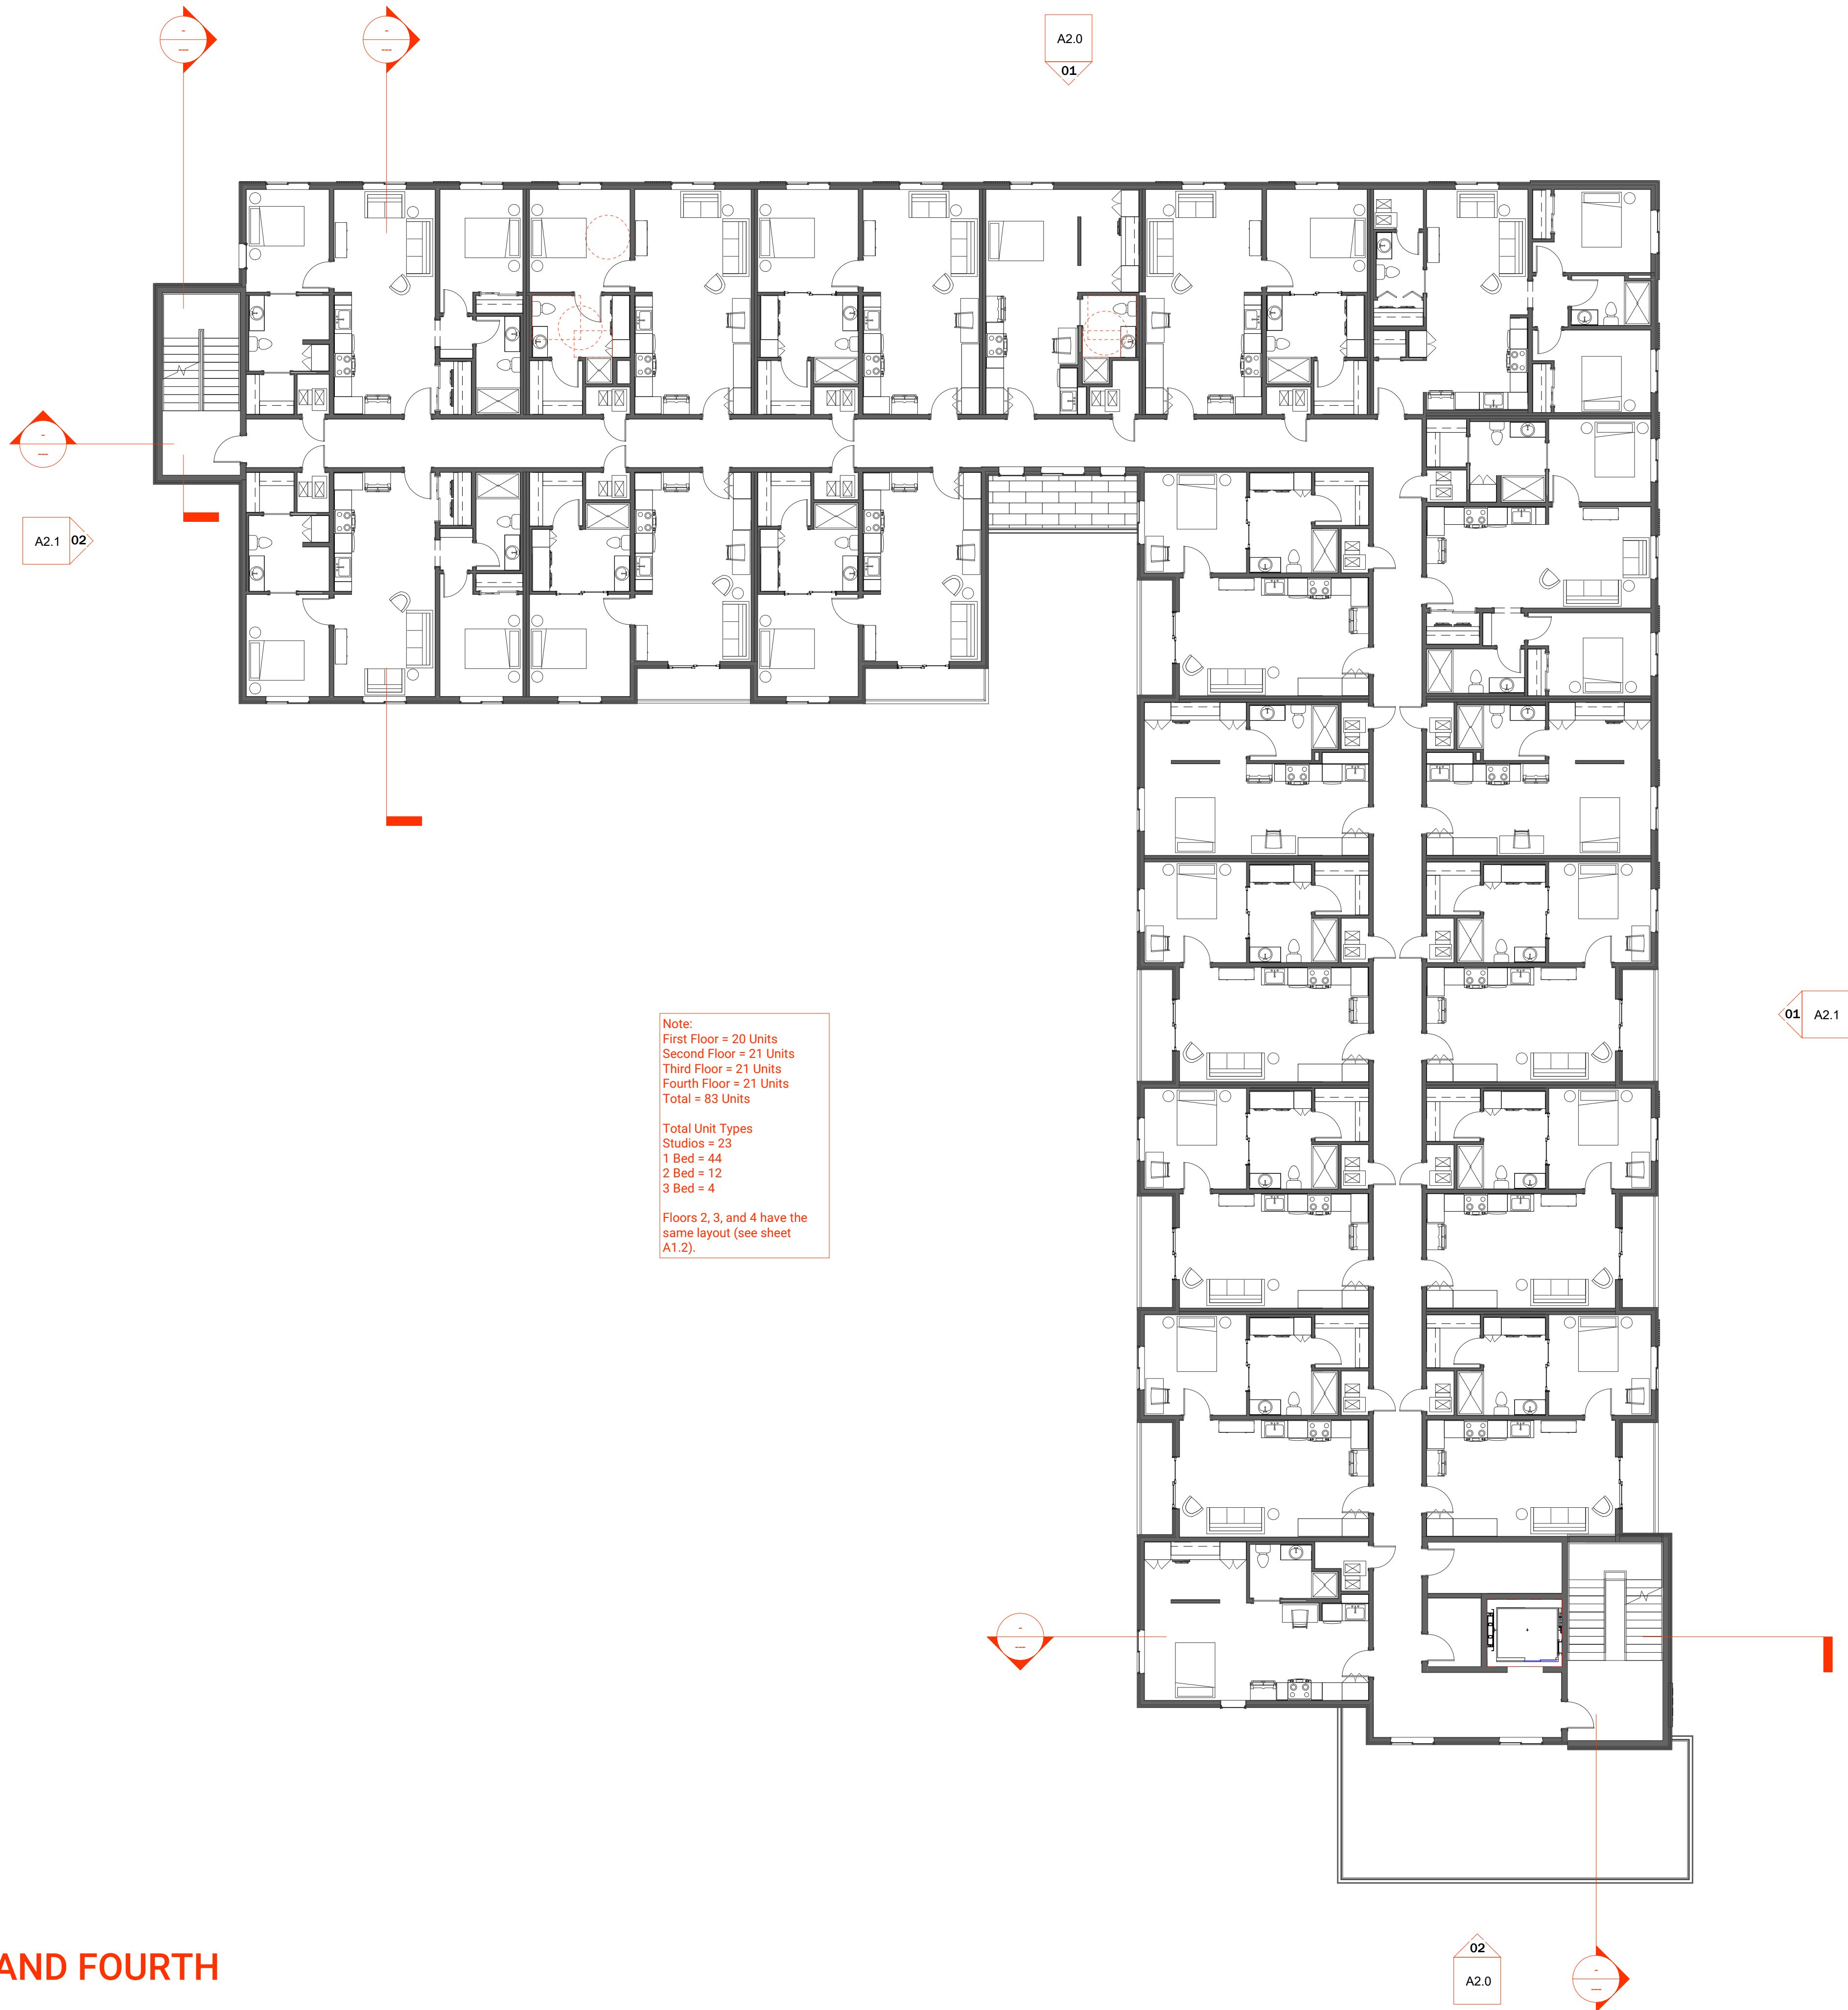 A2.0
01
A2.1 02
Note:
First Floor = 20 Units
Second Floor = 21 Units
Third Floor = 21 Units
Fourth Floor = 21 Units
Total = 83 Units
Total Unit Types
Studios = 23
1 Bed = 44
2 Bed = 12
3 Bed = 4
Floors 2, 3, and 4 have the
same layout (see sheet
A1.2).
01 A2.1
02
A2.0
AND FOURTH